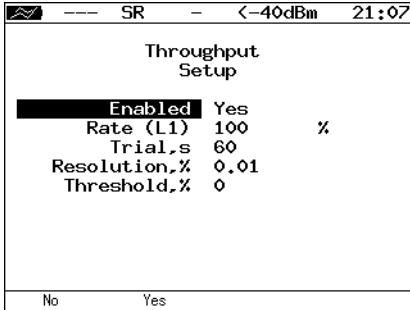 --- SR - <-40dBm 21:07
Throughput
Setup
Enabled Yes
Rate (L1) 100 %
Trial,s 60
Resolution,% 0.01
Threshold,% 0
No Yes